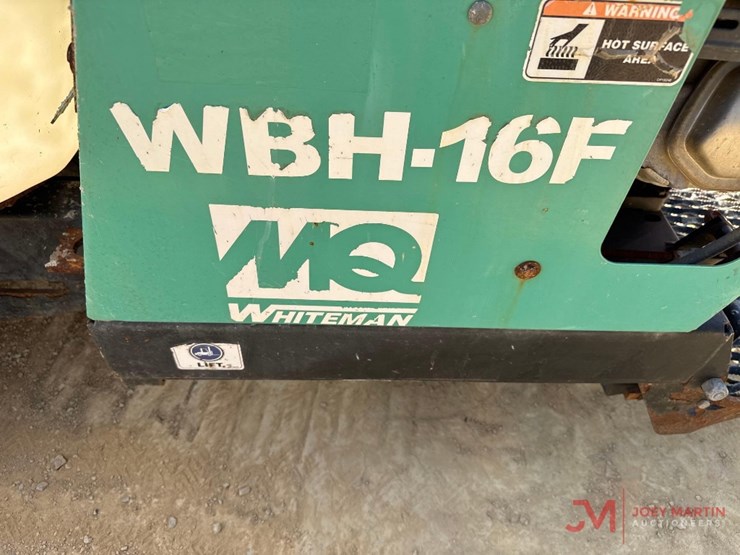 WARNING
HOT SURFACE
AREA
WBH-16F
MQ
WHITEMAN
LIFT
JM JOEY MARTIN
AUCTIONEERS